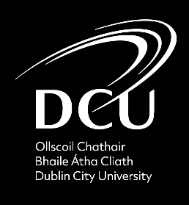 DCU
Ollscoil Chathair
Bhaile Átha Cliath
Dublin City University